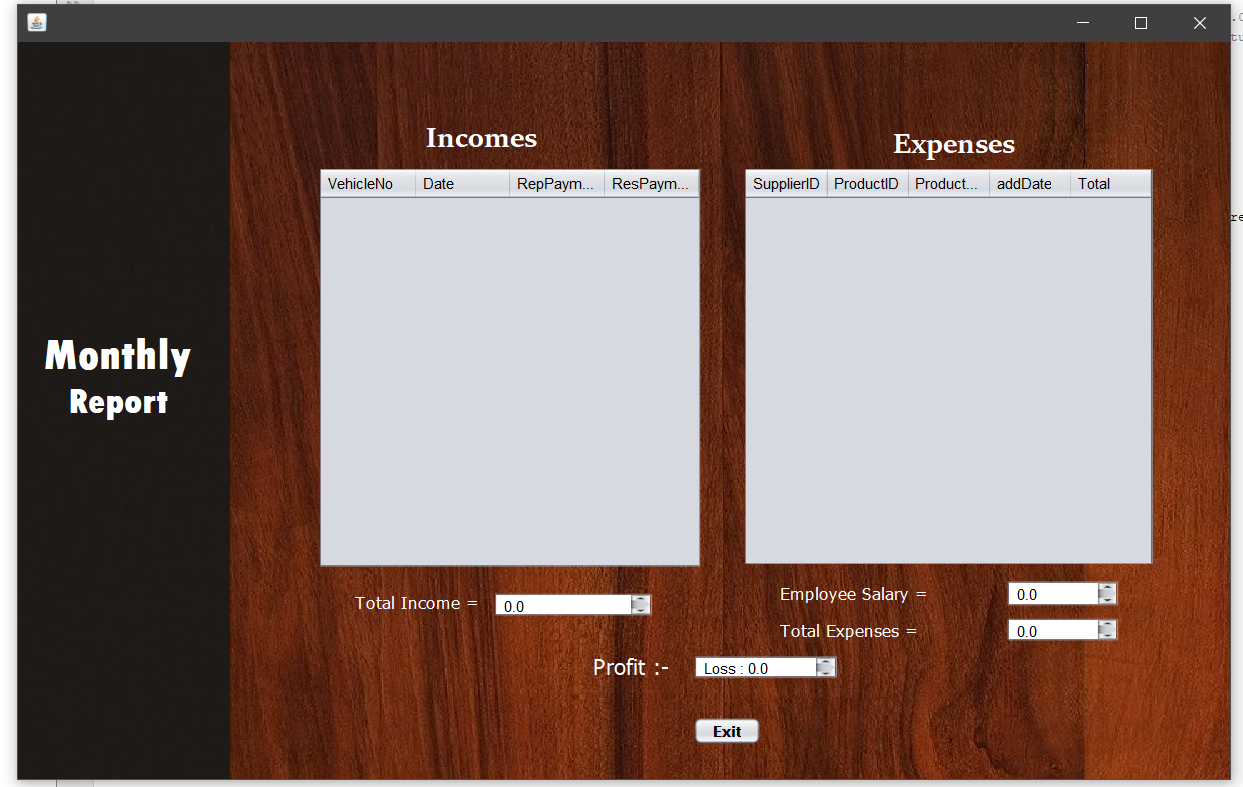 Monthly
Report
Incomes
VehicleNo Date RepPaym... ResPaym...
Total Income = 0.0
Expenses
SupplierID ProductID Product... addDate Total
Employee Salary = 0.0
Total Expenses = 0.0
Profit :- Loss : 0.0
Exit